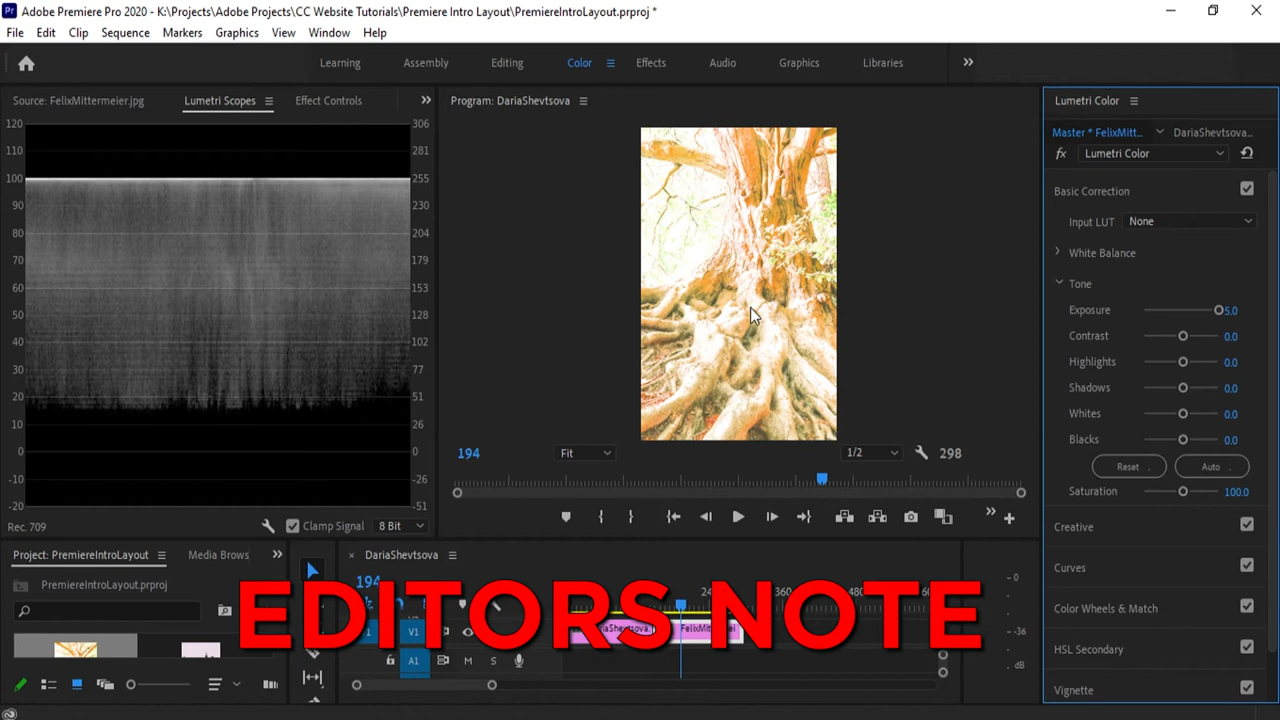 Adobe Premiere Pro 2020 - K:\Projects\Adobe Projects\CC Website Tutorials\Premiere Intro Layout\PremiereIntroLayout.prproj *
File Edit Clip Sequence Markers Graphics View Window Help
Learning Assembly Editing Color Effects Audio Graphics Libraries
Source: FelixMittermeier.jpg Lumetri Scopes Effect Controls
Program: DariaShevtsova
Lumetri Color
Master * FelixMitt... DariaShevtsova...
fx Lumetri Color
Basic Correction
Input LUT None
White Balance
Tone
Exposure 5.0
Contrast 0.0
Highlights 0.0
Shadows 0.0
Whites 0.0
Blacks 0.0
Reset Auto
Saturation 100.0
Creative
Curves
Color Wheels & Match
HSL Secondary
Vignette
120 306
110 281
100 255
90 230
80 204
70 179
60 153
50 128
40 102
30 77
20 51
10 26
0 0
-10 -26
-20 -51
Rec. 709 Clamp Signal 8 Bit
194 Fit 1/2 298
Project: PremiereIntroLayout Media Brows
PremiereIntroLayout.prproj
DariaShevtsova
194
EDITORS NOTE
V1
A1 M S
0
-36
dB